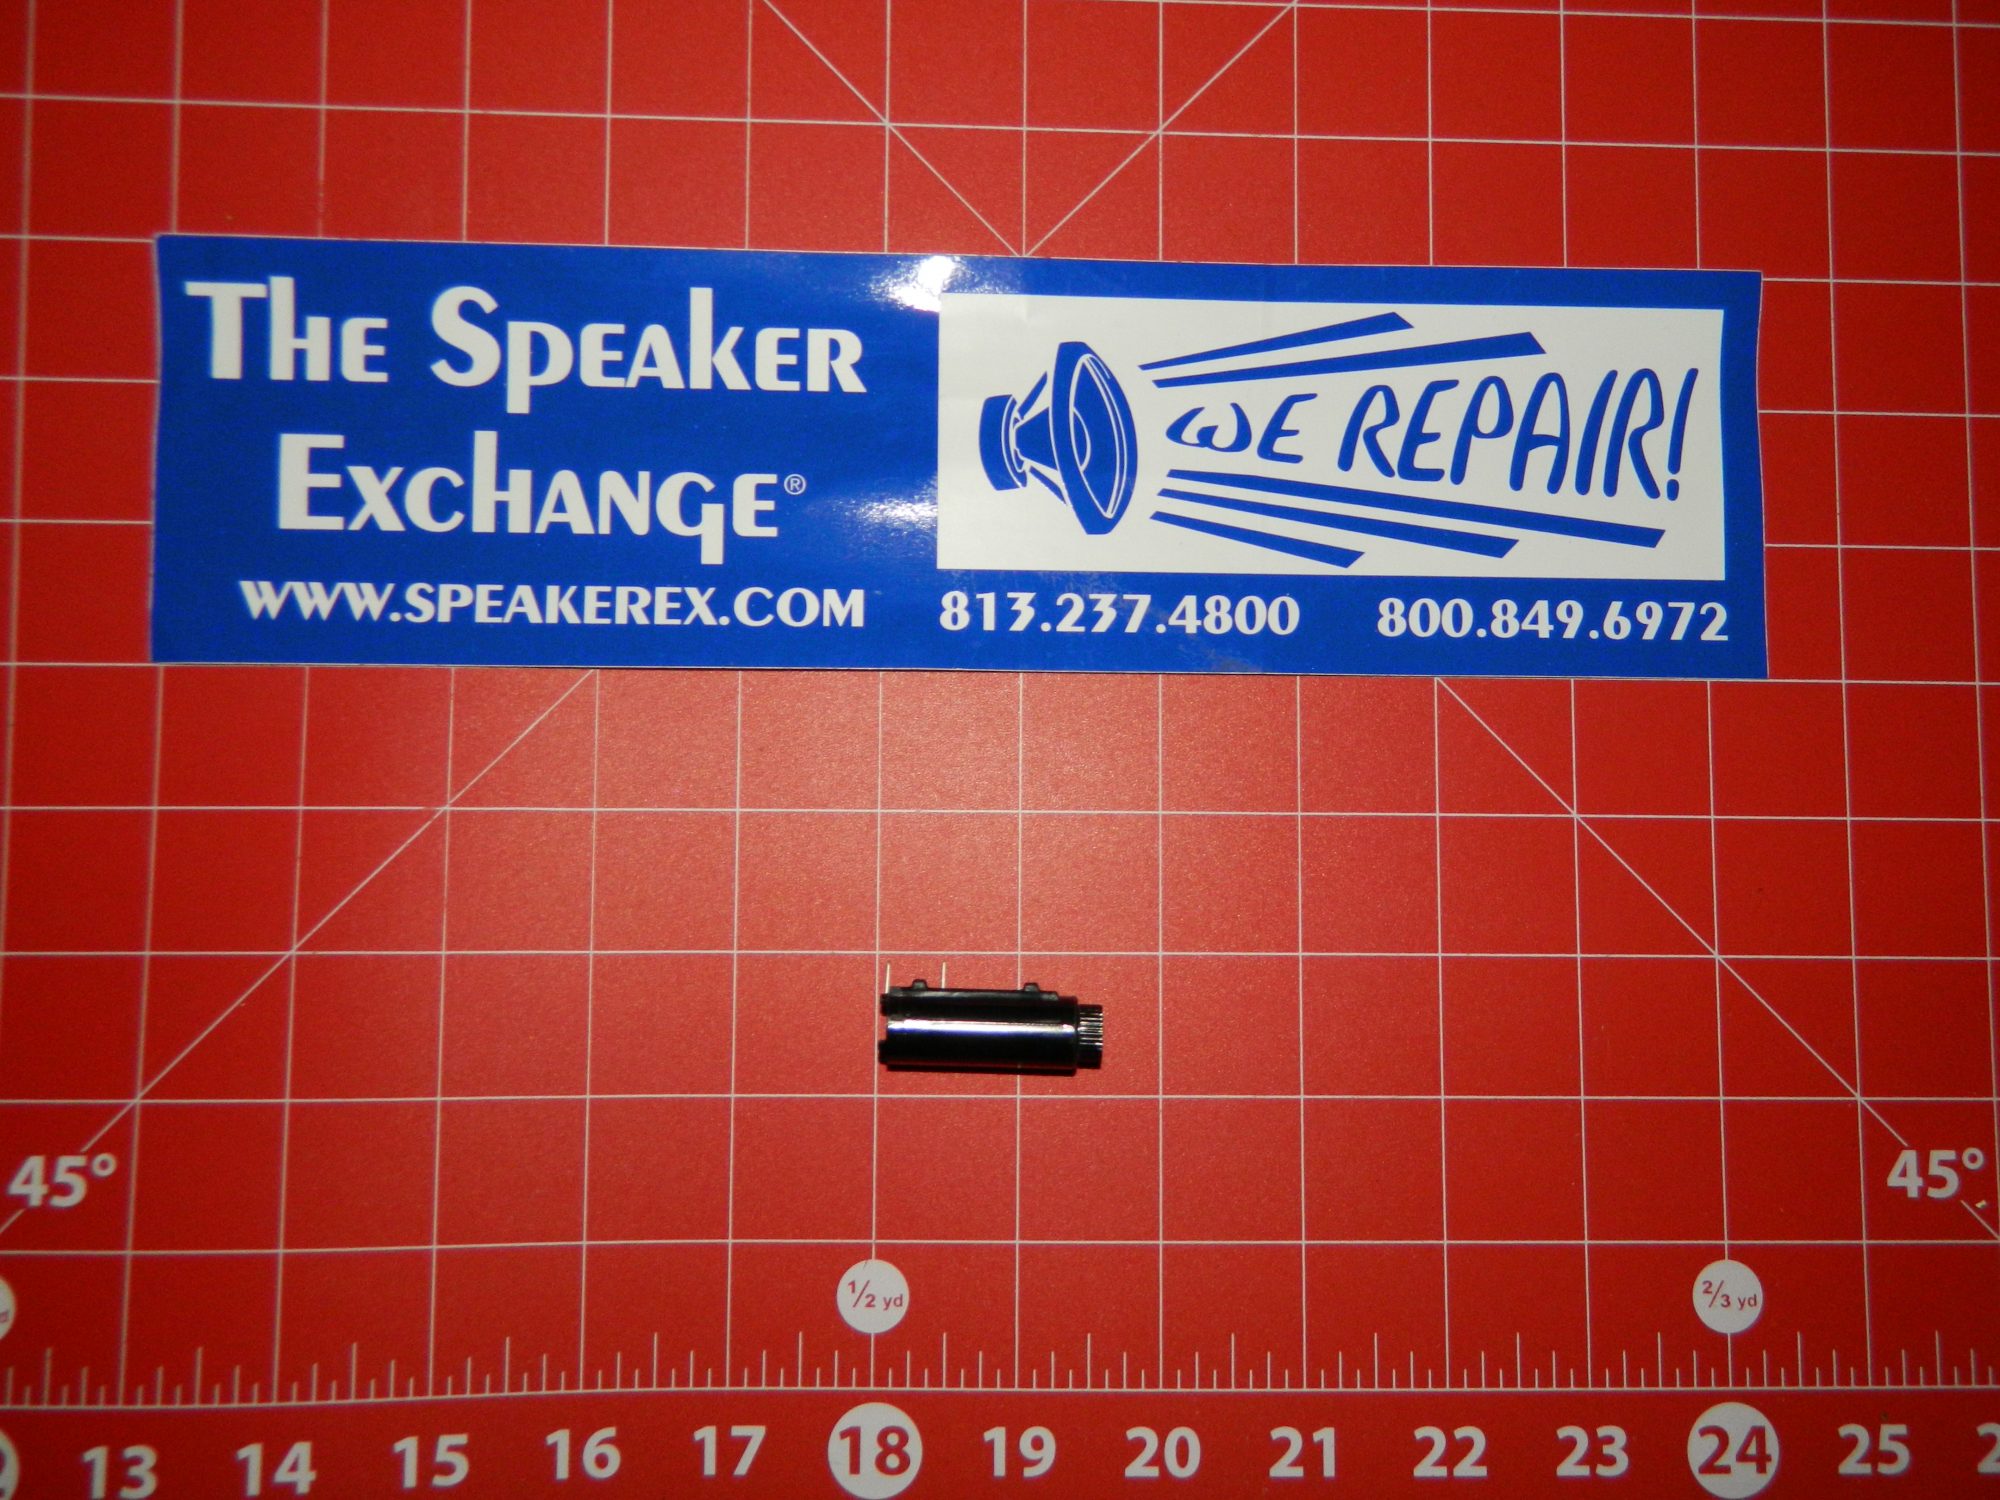 The Speaker
Exchange®
WE REPAIR!
www.speakerex.com
813.237.4800 800.849.6972
45° 45°
1/2 yd 2/3 yd
13 14 15 16 17 18 19 20 21 22 23 24 25